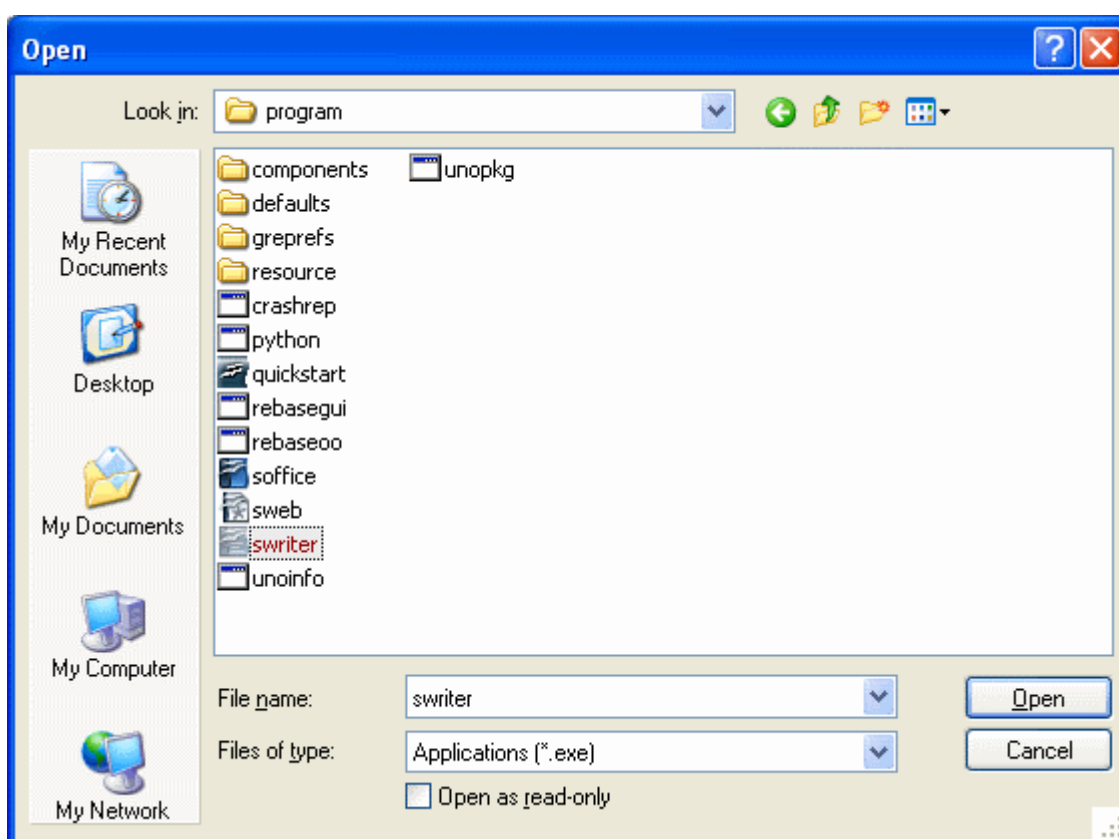 Open
Look in: program
My Recent
Documents
Desktop
My Documents
My Computer
My Network
components
defaults
greprefs
resource
crashrep
python
quickstart
rebasegui
rebaseoo
soffice
sweb
swriter
unoinfo
unopkg
File name: swriter Open
Files of type: Applications (*.exe) Cancel
Open as read-only